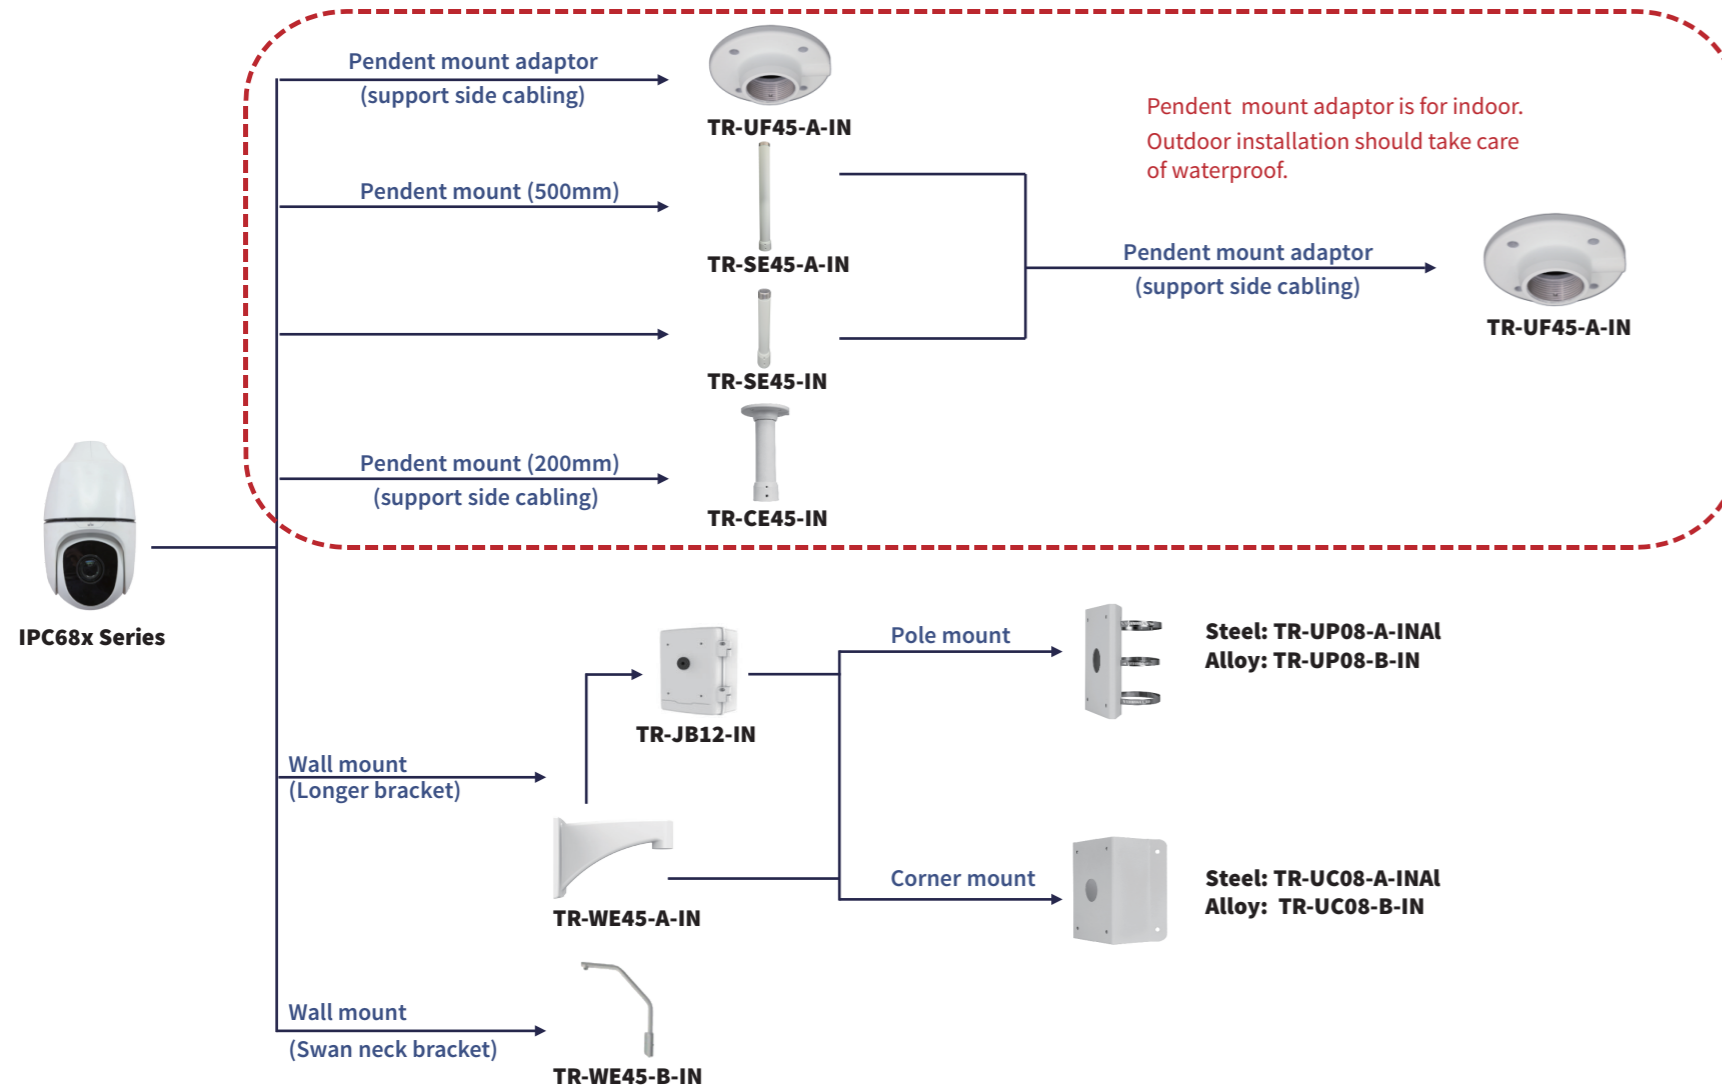 Pendent mount adaptor
(support side cabling)
TR-UF45-A-IN
Pendent  mount adaptor is for indoor.
Outdoor installation should take care
of waterproof.
Pendent mount (500mm)
TR-SE45-A-IN
Pendent mount adaptor
(support side cabling)
TR-UF45-A-IN
TR-SE45-IN
Pendent mount (200mm)
(support side cabling)
TR-CE45-IN
IPC68x Series
Pole mount
Steel: TR-UP08-A-INAl
Alloy: TR-UP08-B-IN
TR-JB12-IN
Wall mount
(Longer bracket)
TR-WE45-A-IN
Corner mount
Steel: TR-UC08-A-INAl
Alloy:  TR-UC08-B-IN
Wall mount
(Swan neck bracket)
TR-WE45-B-IN